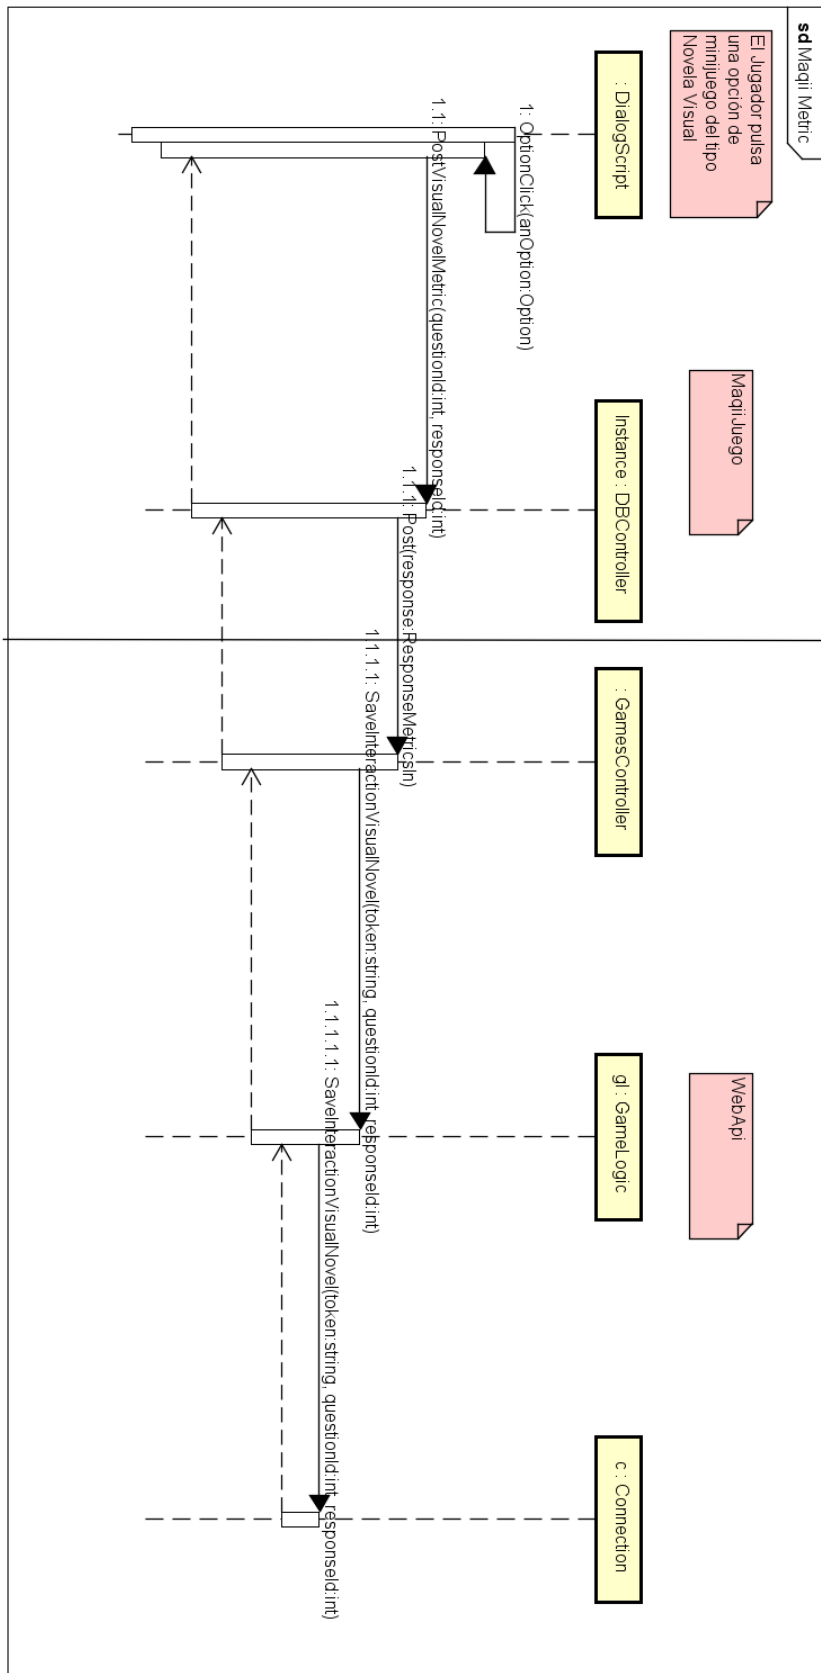 sd Maqii Metric
El Jugador pulsa
una opción de
minijuego del tipo
Novela Visual
MaqiiJuego
WebApi
: DialogScript
Instance : DBController
: GamesController
gl : GameLogic
c : Connection
1: OptionClick(anOption:Option)
1.1: PostVisualNovelMetric(questionId:int, responseId:int)
1.1.1: Post(response:ResponseMetricsIn)
1.1.1.1: SaveInteractionVisualNovel(token:string, questionId:int, responseId:int)
1.1.1.1.1: SaveInteractionVisualNovel(token:string, questionId:int, responseId:int)